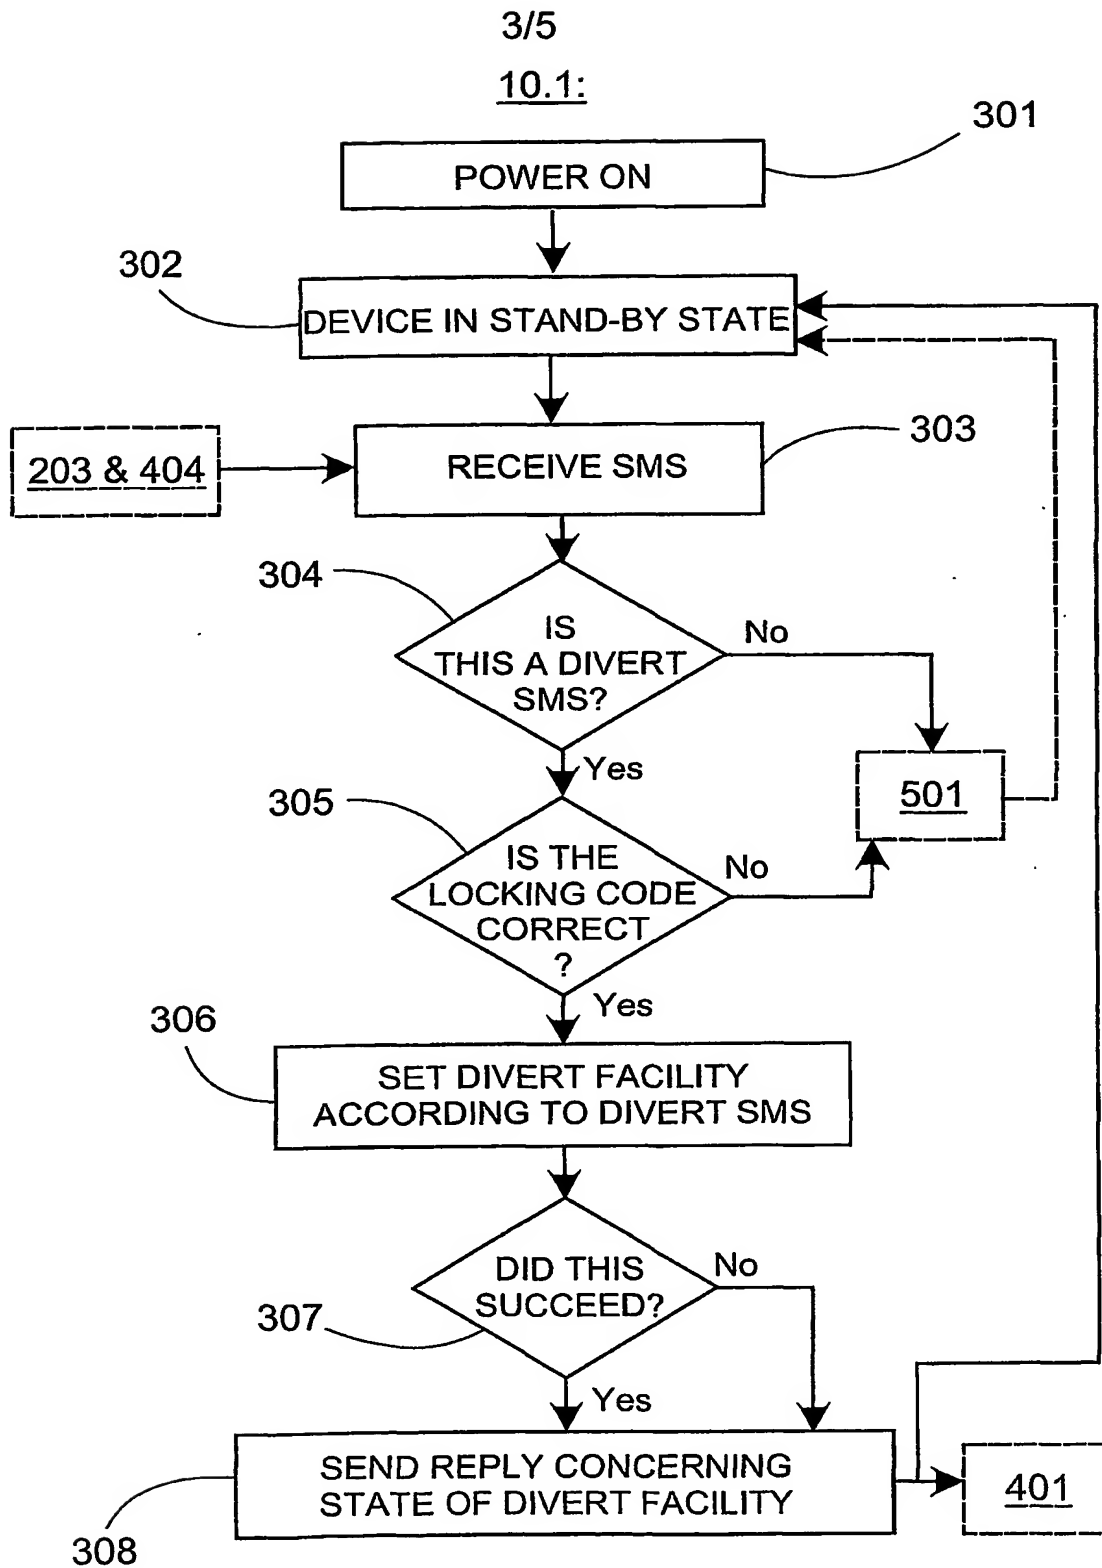 3/5
10.1:
301
POWER ON
302
DEVICE IN STAND-BY STATE
303
203 & 404
RECEIVE SMS
304
IS
THIS A DIVERT
SMS?
No
Yes
501
305
IS THE
LOCKING CODE
CORRECT
?
No
Yes
306
SET DIVERT FACILITY
ACCORDING TO DIVERT SMS
DID THIS
SUCCEED?
No
307
Yes
SEND REPLY CONCERNING
STATE OF DIVERT FACILITY
401
308